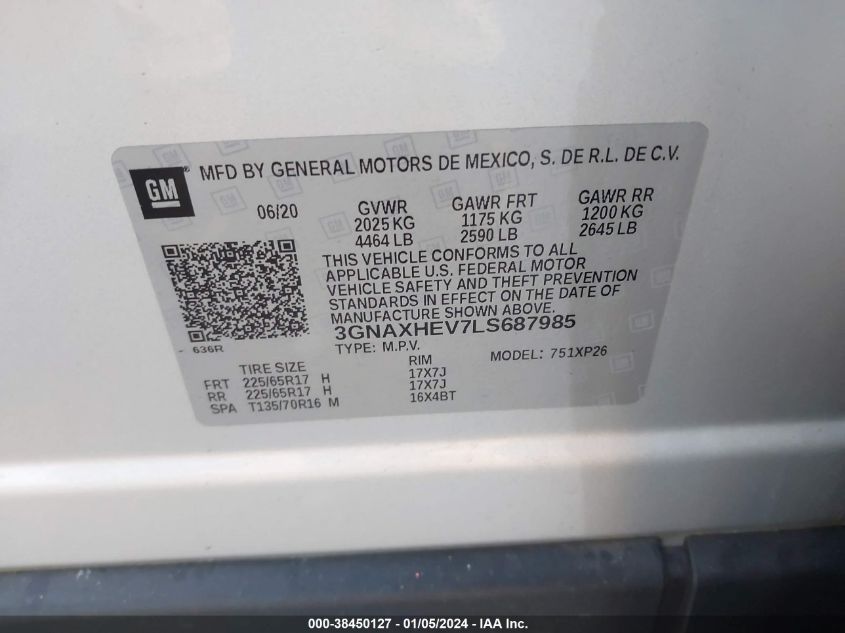 GM ® MFD BY GENERAL MOTORS DE MEXICO, S. DE R.L. DE C.V.
06/20 GVWR GAWR FRT GAWR RR
2025 KG 1175 KG 1200 KG
4464 LB 2590 LB 2645 LB
THIS VEHICLE CONFORMS TO ALL
APPLICABLE U.S. FEDERAL MOTOR
VEHICLE SAFETY AND THEFT PREVENTION
STANDARDS IN EFFECT ON THE DATE OF
MANUFACTURE SHOWN ABOVE.
3GNAXHEV7LS687985
636R TYPE: M.P.V. MODEL: 751XP26
TIRE SIZE RIM
FRT 225/65R17 H 17X7J
RR 225/65R17 H 17X7J
SPA T135/70R16 M 16X4BT
000-38450127 - 01/05/2024 - IAA Inc.